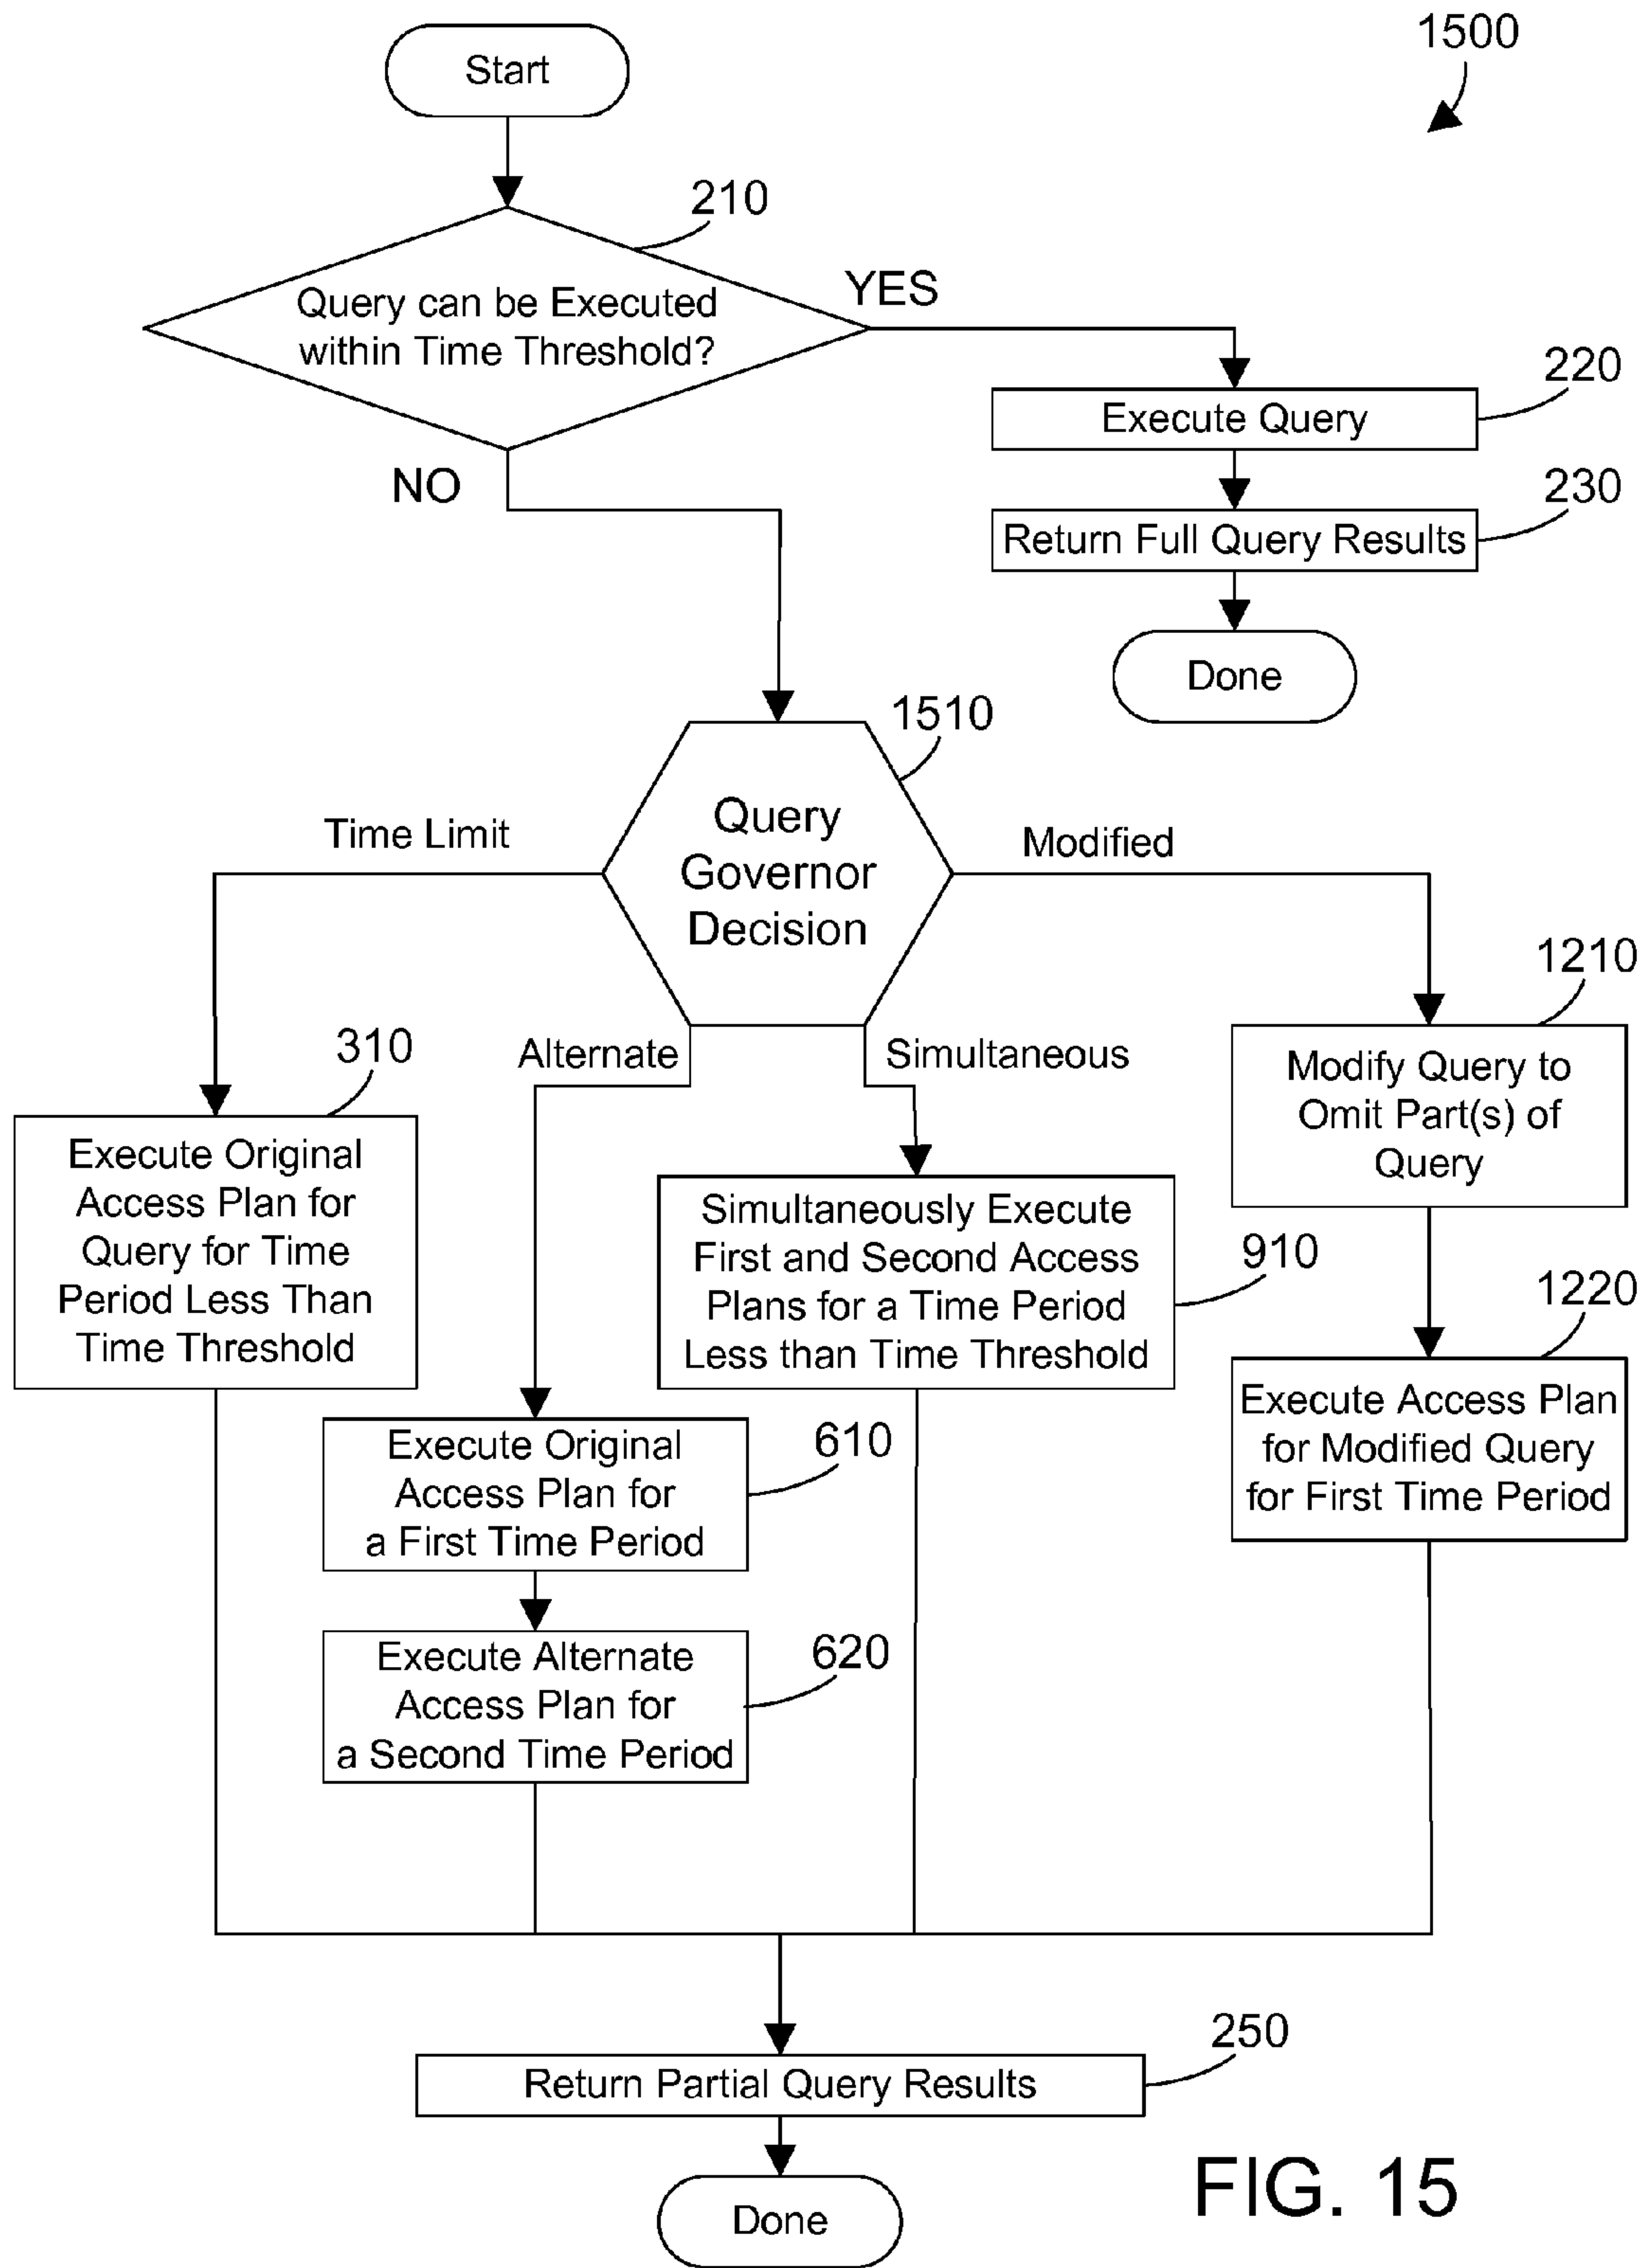 1500
Start
210
Query can be Executed
within Time Threshold?
YES
NO
220
Execute Query
230
Return Full Query Results
Done
1510
Query
Governor
Decision
Time Limit
Modified
Alternate
Simultaneous
310
Execute Original
Access Plan for
Query for Time
Period Less Than
Time Threshold
Simultaneously Execute
First and Second Access
Plans for a Time Period
Less than Time Threshold
910
1210
Modify Query to
Omit Part(s) of
Query
1220
Execute Access Plan
for Modified Query
for First Time Period
610
Execute Original
Access Plan for
a First Time Period
620
Execute Alternate
Access Plan for
a Second Time Period
250
Return Partial Query Results
Done
FIG. 15